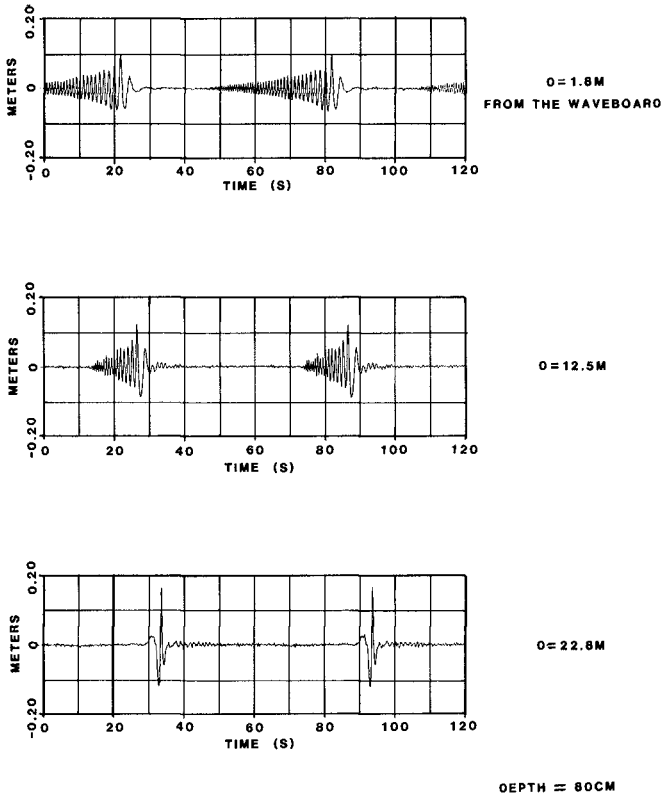 0.20
METERS
0
-0.20
0 20 40 60 80 100 120
TIME (S)
D=1.8M
FROM THE WAVEBOARD
0.20
METERS
0
-0.20
0 20 40 60 80 100 120
TIME (S)
D=12.5M
0.20
METERS
0
-0.20
0 20 40 60 80 100 120
TIME (S)
D=22.8M
DEPTH = 80CM